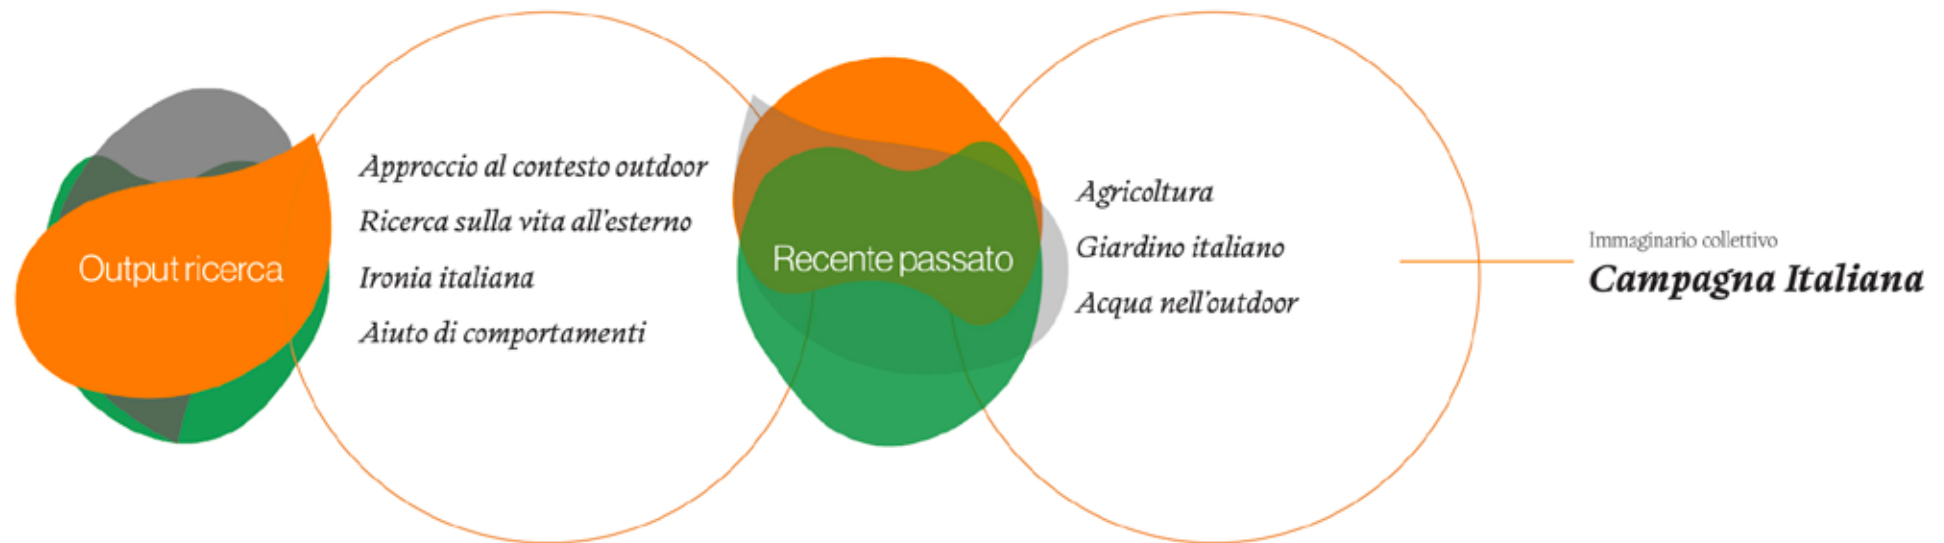 Output ricerca
Approccio al contesto outdoor
Ricerca sulla vita all'esterno
Ironia italiana
Aiuto di comportamenti
Recente passato
Agricoltura
Giardino italiano
Acqua nell'outdoor
Immaginario collettivo
Campagna Italiana